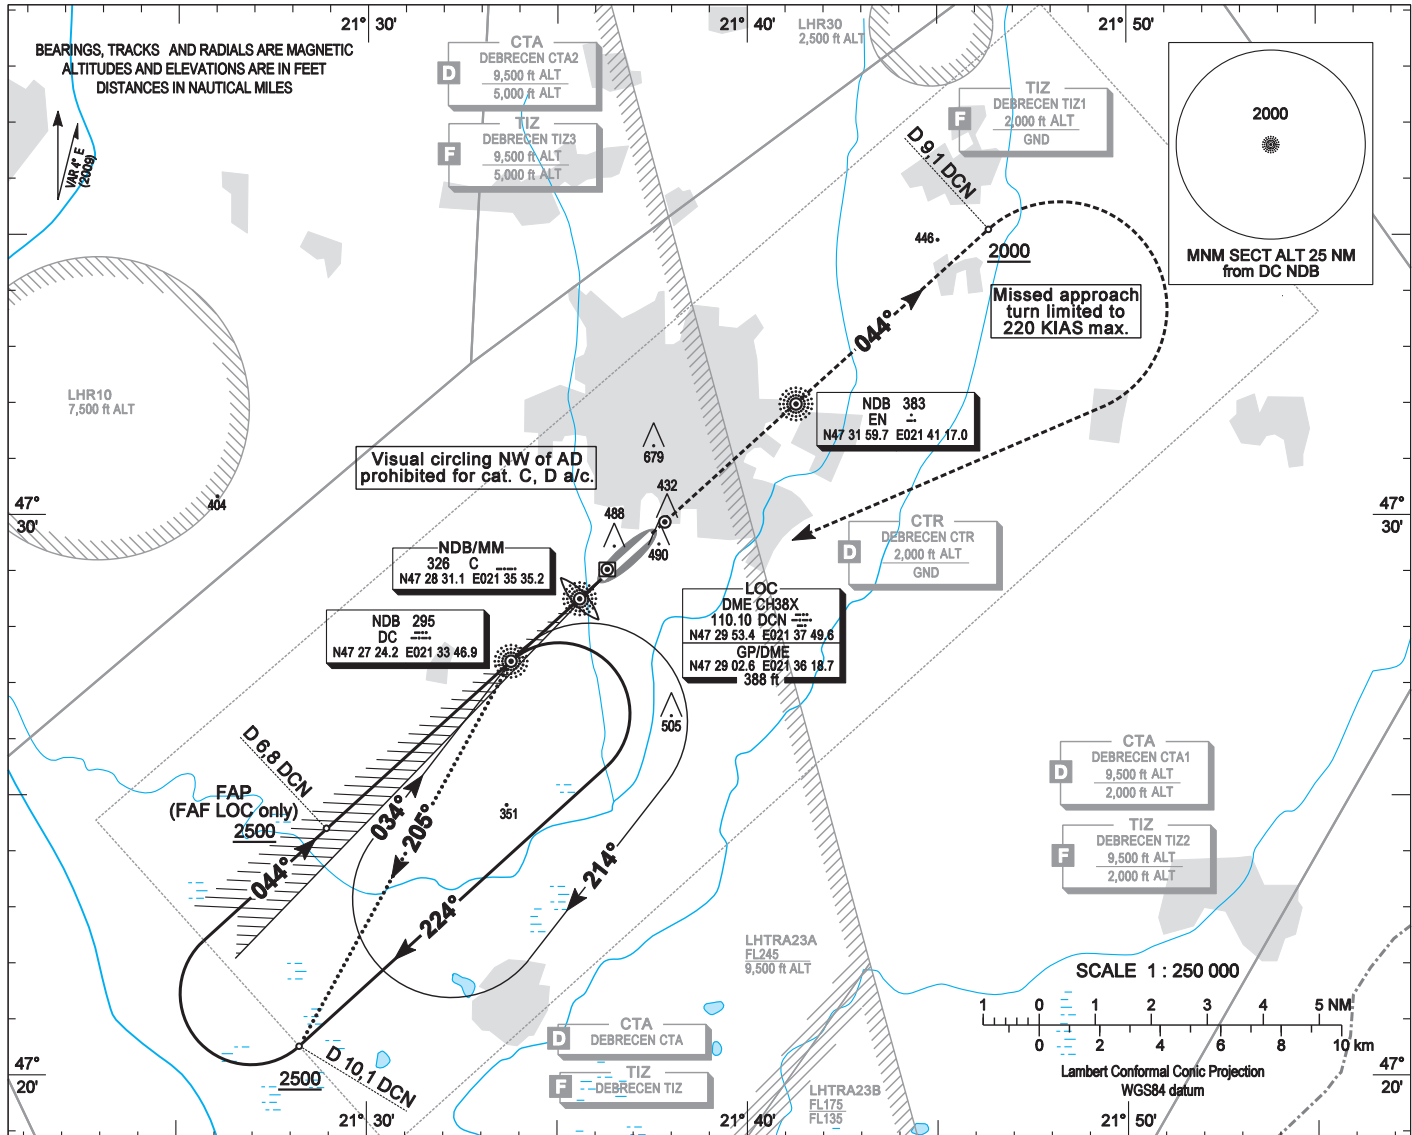 21° 30'
21° 40'
21° 50'
BEARINGS, TRACKS AND RADIALS ARE MAGNETIC
ALTITUDES AND ELEVATIONS ARE IN FEET
DISTANCES IN NAUTICAL MILES
VAR 4° E
(2009)
CTA
D
DEBRECEN CTA2
9,500 ft ALT
5,000 ft ALT
TIZ
F
DEBRECEN TIZ3
9,500 ft ALT
5,000 ft ALT
LHR30
2,500 ft ALT
TIZ
F
DEBRECEN TIZ1
2,000 ft ALT
GND
2000
MNM SECT ALT 25 NM
from DC NDB
D 9,1 DCN
446
2000
Missed approach
turn limited to
220 KIAS max.
044°
LHR10
7,500 ft ALT
404
NDB 383
EN
N47 31 59.7 E021 41 17.0
Visual circling NW of AD
prohibited for cat. C, D a/c.
679
432
488
490
47°
30'
47°
30'
CTR
D
DEBRECEN CTR
2,000 ft ALT
GND
NDB/MM
326 C
N47 28 31.1 E021 35 35.2
NDB 295
DC
N47 27 24.2 E021 33 46.9
LOC
DME CH38X
110.10 DCN
N47 29 53.4 E021 37 49.6
GP/DME
N47 29 02.6 E021 36 18.7
388 ft
505
D 6,8 DCN
FAP
(FAF LOC only)
2500
351
034°
205°
044°
214°
224°
CTA
D
DEBRECEN CTA1
9,500 ft ALT
2,000 ft ALT
TIZ
F
DEBRECEN TIZ2
9,500 ft ALT
2,000 ft ALT
LHTRA23A
FL245
9,500 ft ALT
SCALE 1 : 250 000
1 0 1 2 3 4 5 NM
0 2 4 6 8 10 km
Lambert Conformal Conic Projection
WGS84 datum
CTA
D
DEBRECEN CTA
TIZ
F
DEBRECEN TIZ
LHTRA23B
FL175
FL135
2500
D 10,1 DCN
47°
20'
47°
20'
21° 30'
21° 40'
21° 50'